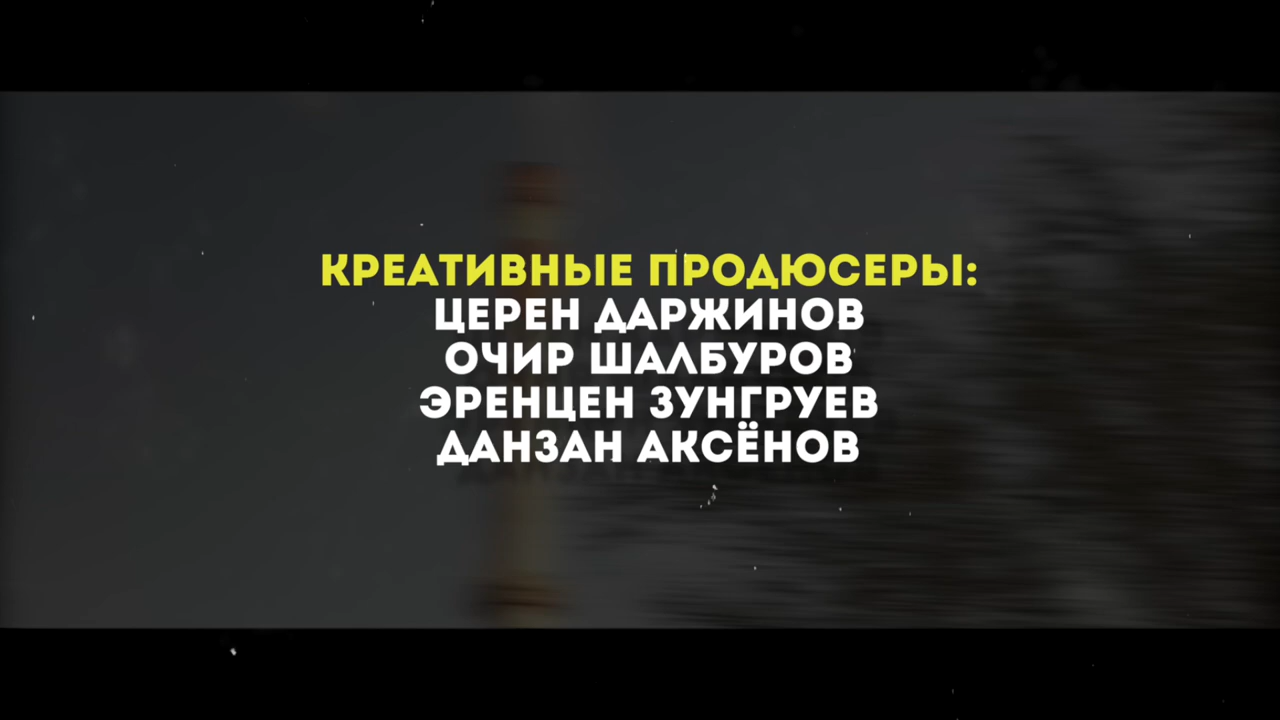 КРЕАТИВНЫЕ ПРОДЮСЕРЫ:
ЦЕРЕН ДАРЖИНОВ
ОЧИР ШАЛБУРОВ
ЭРЕНЦЕН ЗУНГРУЕВ
ДАНЗАН АКСЁНОВ